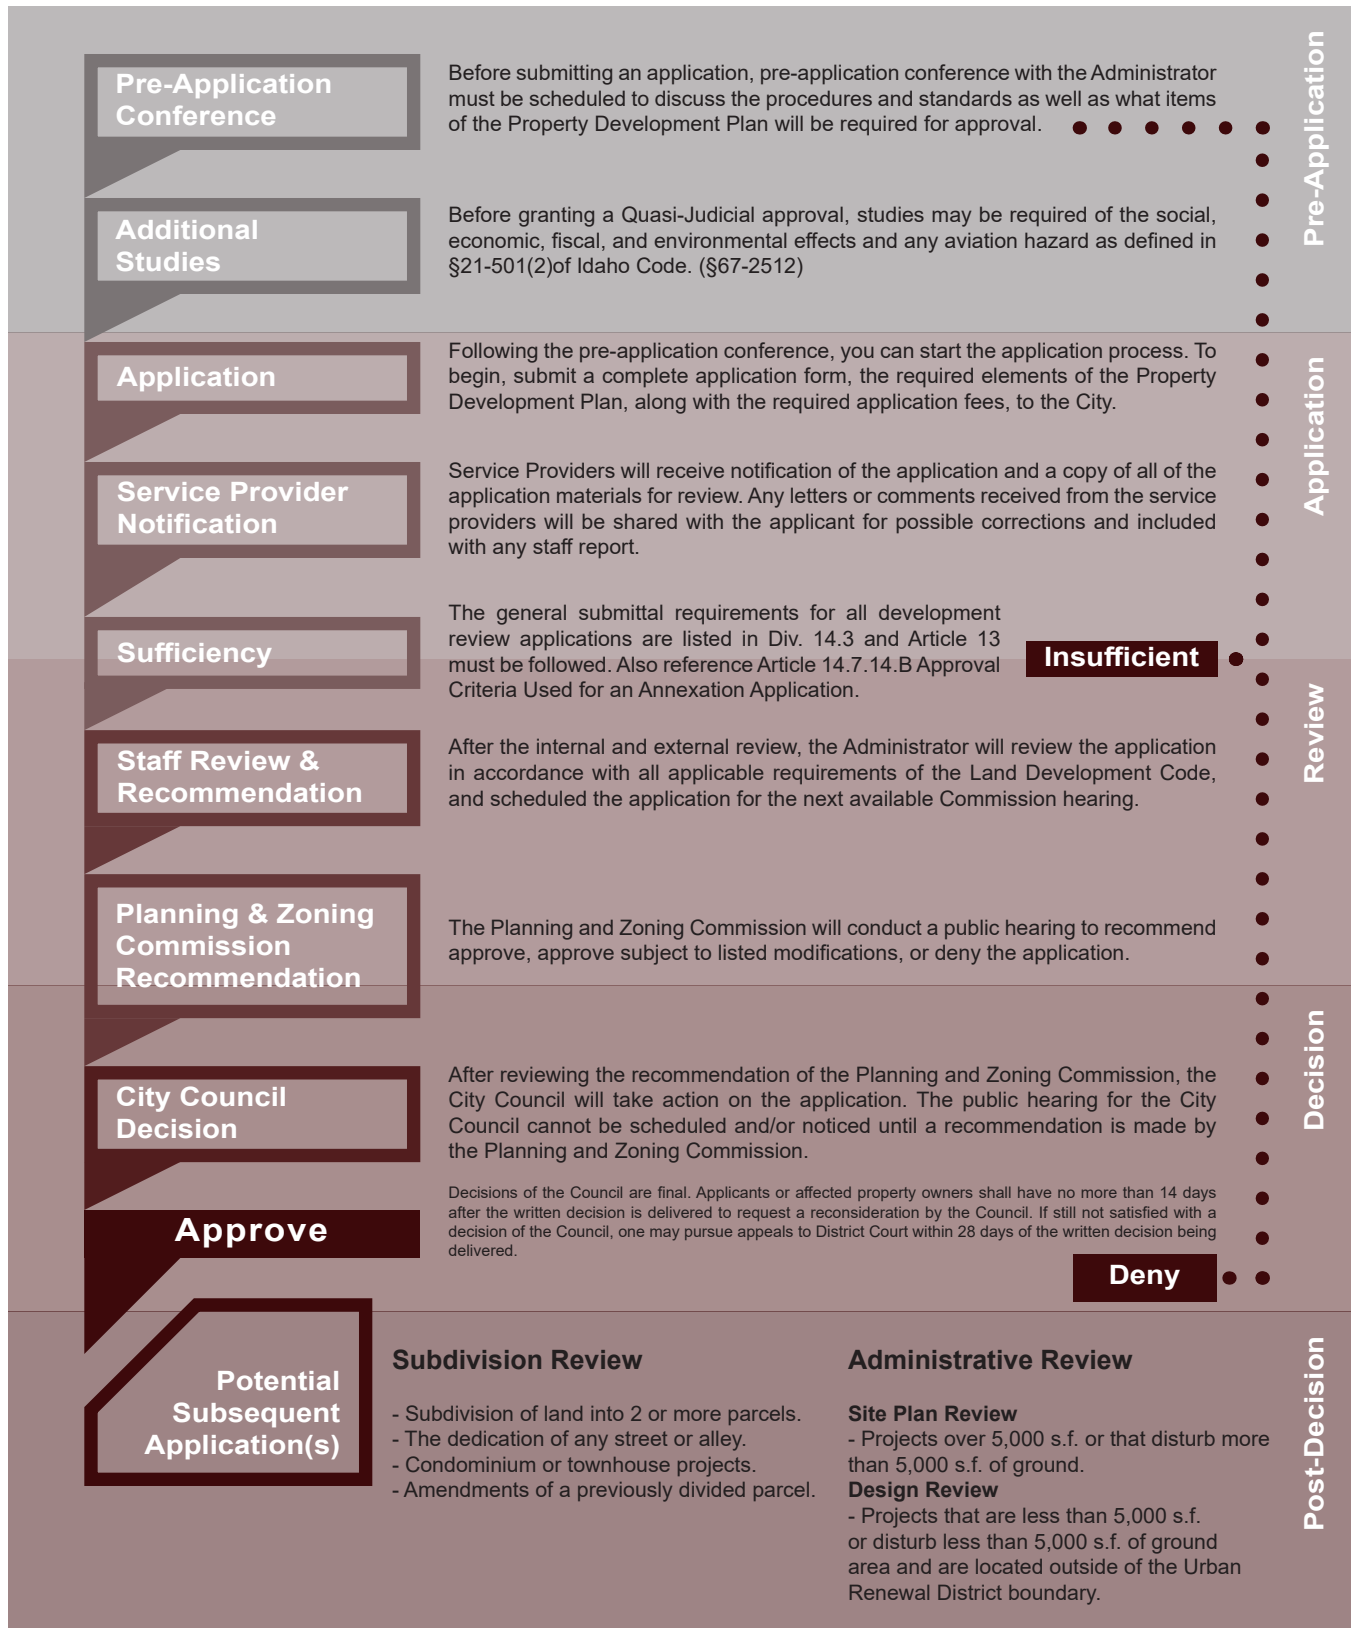 Pre-Application
Conference
Before submitting an application, pre-application conference with the Administrator
must be scheduled to discuss the procedures and standards as well as what items
of the Property Development Plan will be required for approval.
Pre-Application
Additional
Studies
Before granting a Quasi-Judicial approval, studies may be required of the social,
economic, fiscal, and environmental effects and any aviation hazard as defined in
§21-501(2)of Idaho Code. (§67-2512)
Application
Following the pre-application conference, you can start the application process. To
begin, submit a complete application form, the required elements of the Property
Development Plan, along with the required application fees, to the City.
Application
Service Provider
Notification
Service Providers will receive notification of the application and a copy of all of the
application materials for review. Any letters or comments received from the service
providers will be shared with the applicant for possible corrections and included
with any staff report.
Sufficiency
The general submittal requirements for all development
review applications are listed in Div. 14.3 and Article 13
must be followed. Also reference Article 14.7.14.B Approval
Criteria Used for an Annexation Application.
Insufficient
Review
Staff Review &
Recommendation
After the internal and external review, the Administrator will review the application
in accordance with all applicable requirements of the Land Development Code,
and scheduled the application for the next available Commission hearing.
Planning & Zoning
Commission
Recommendation
The Planning and Zoning Commission will conduct a public hearing to recommend
approve, approve subject to listed modifications, or deny the application.
Decision
City Council
Decision
After reviewing the recommendation of the Planning and Zoning Commission, the
City Council will take action on the application. The public hearing for the City
Council cannot be scheduled and/or noticed until a recommendation is made by
the Planning and Zoning Commission.
Approve
Decisions of the Council are final. Applicants or affected property owners shall have no more than 14 days
after the written decision is delivered to request a reconsideration by the Council. If still not satisfied with a
decision of the Council, one may pursue appeals to District Court within 28 days of the written decision being
delivered.
Deny
Potential
Subsequent
Application(s)
Subdivision Review
- Subdivision of land into 2 or more parcels.
- The dedication of any street or alley.
- Condominium or townhouse projects.
- Amendments of a previously divided parcel.
Administrative Review
Site Plan Review
- Projects over 5,000 s.f. or that disturb more
than 5,000 s.f. of ground.
Design Review
- Projects that are less than 5,000 s.f.
or disturb less than 5,000 s.f. of ground
area and are located outside of the Urban
Renewal District boundary.
Post-Decision